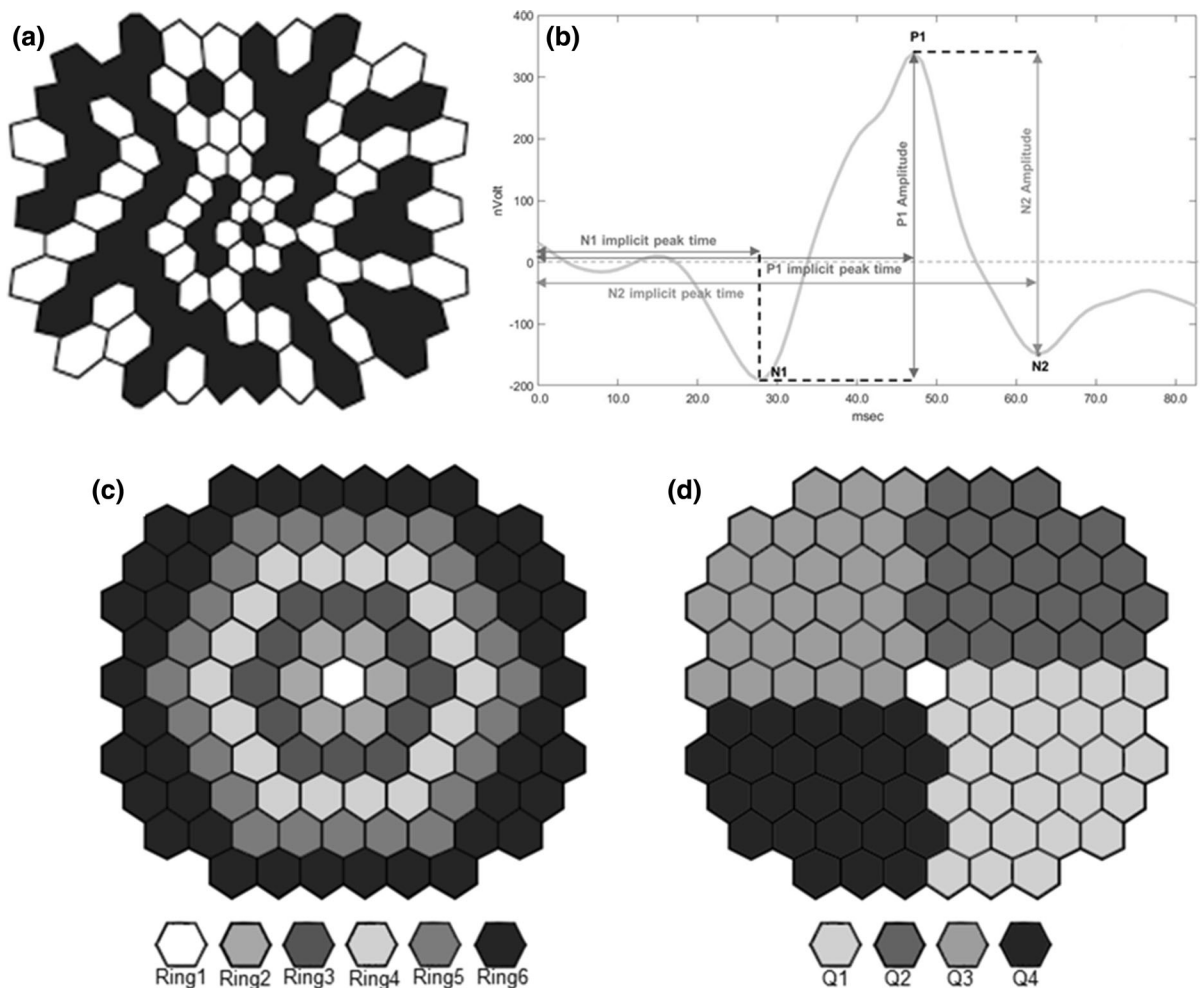 (a)
(b)
400
300
200
100
0
-100
-200
nVolt
P1
P1 Amplitude
N2 Amplitude
N1 implicit peak time
P1 implicit peak time
N2 implicit peak time
N1
N2
0.0 10.0 20.0 30.0 40.0 50.0 60.0 70.0 80.0
msec
(c)
(d)
Ring1 Ring2 Ring3 Ring4 Ring5 Ring6
Q1 Q2 Q3 Q4